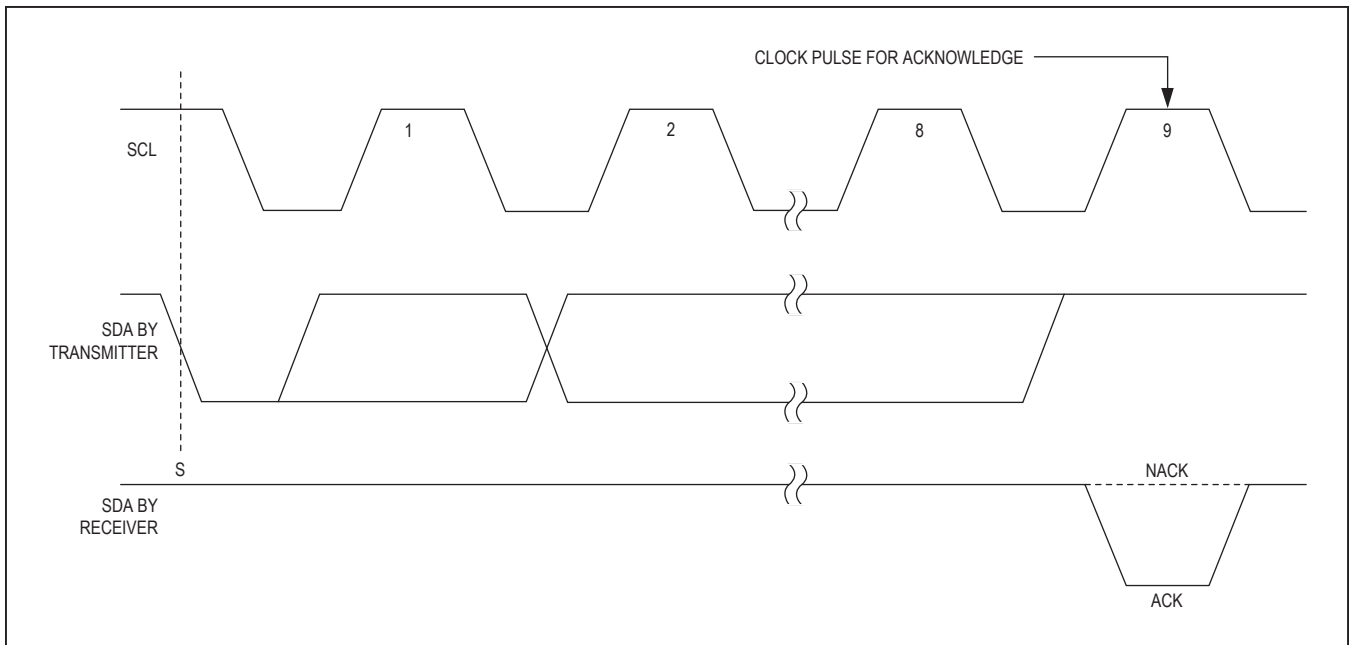 CLOCK PULSE FOR ACKNOWLEDGE
SCL
1
2
8
9
SDA BY
TRANSMITTER
S
SDA BY
RECEIVER
NACK
ACK